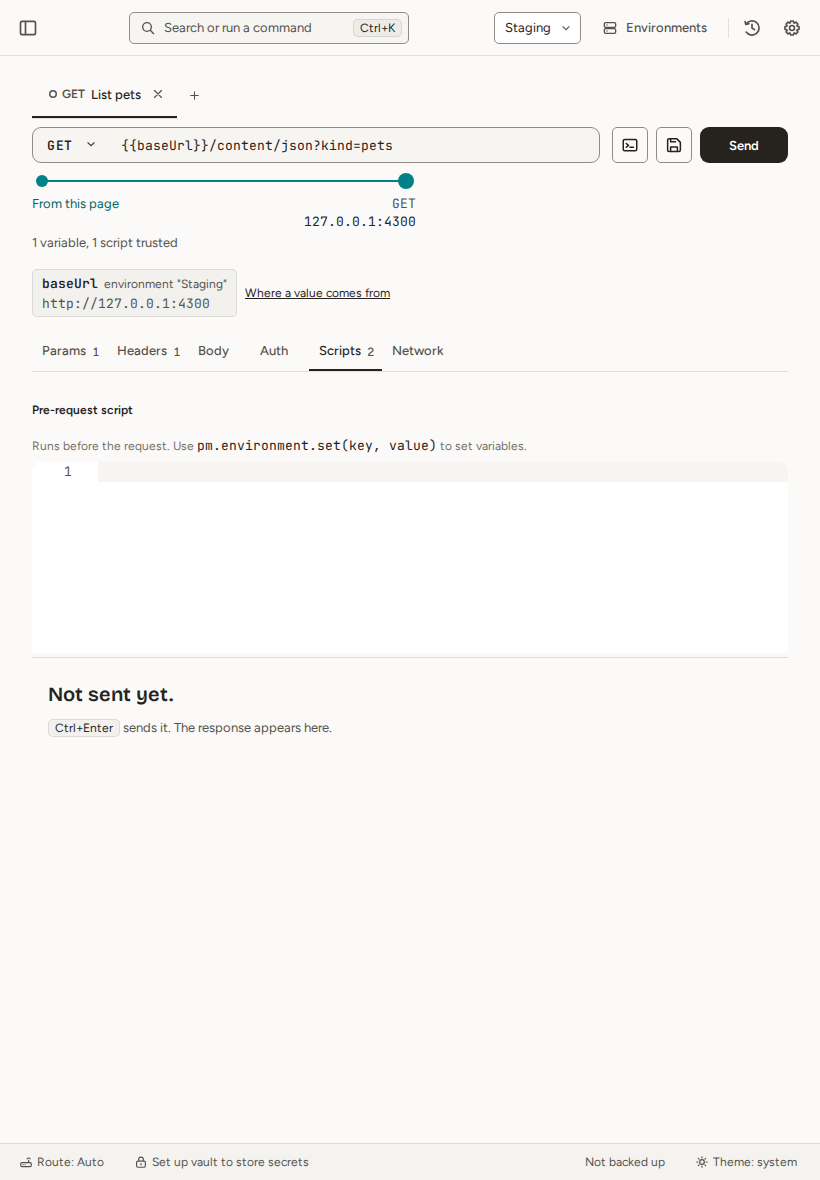 Search or run a command Ctrl+K Staging Environments
GET List pets
GET {{baseUrl}}/content/json?kind=pets Send
From this page GET
127.0.0.1:4300
1 variable, 1 script trusted
baseUrl environment "Staging"
http://127.0.0.1:4300
Where a value comes from
Params 1 Headers 1 Body Auth Scripts 2 Network
Pre-request script
Runs before the request. Use pm.environment.set(key, value) to set variables.
1
Not sent yet.
Ctrl+Enter sends it. The response appears here.
Route: Auto Set up vault to store secrets Not backed up Theme: system